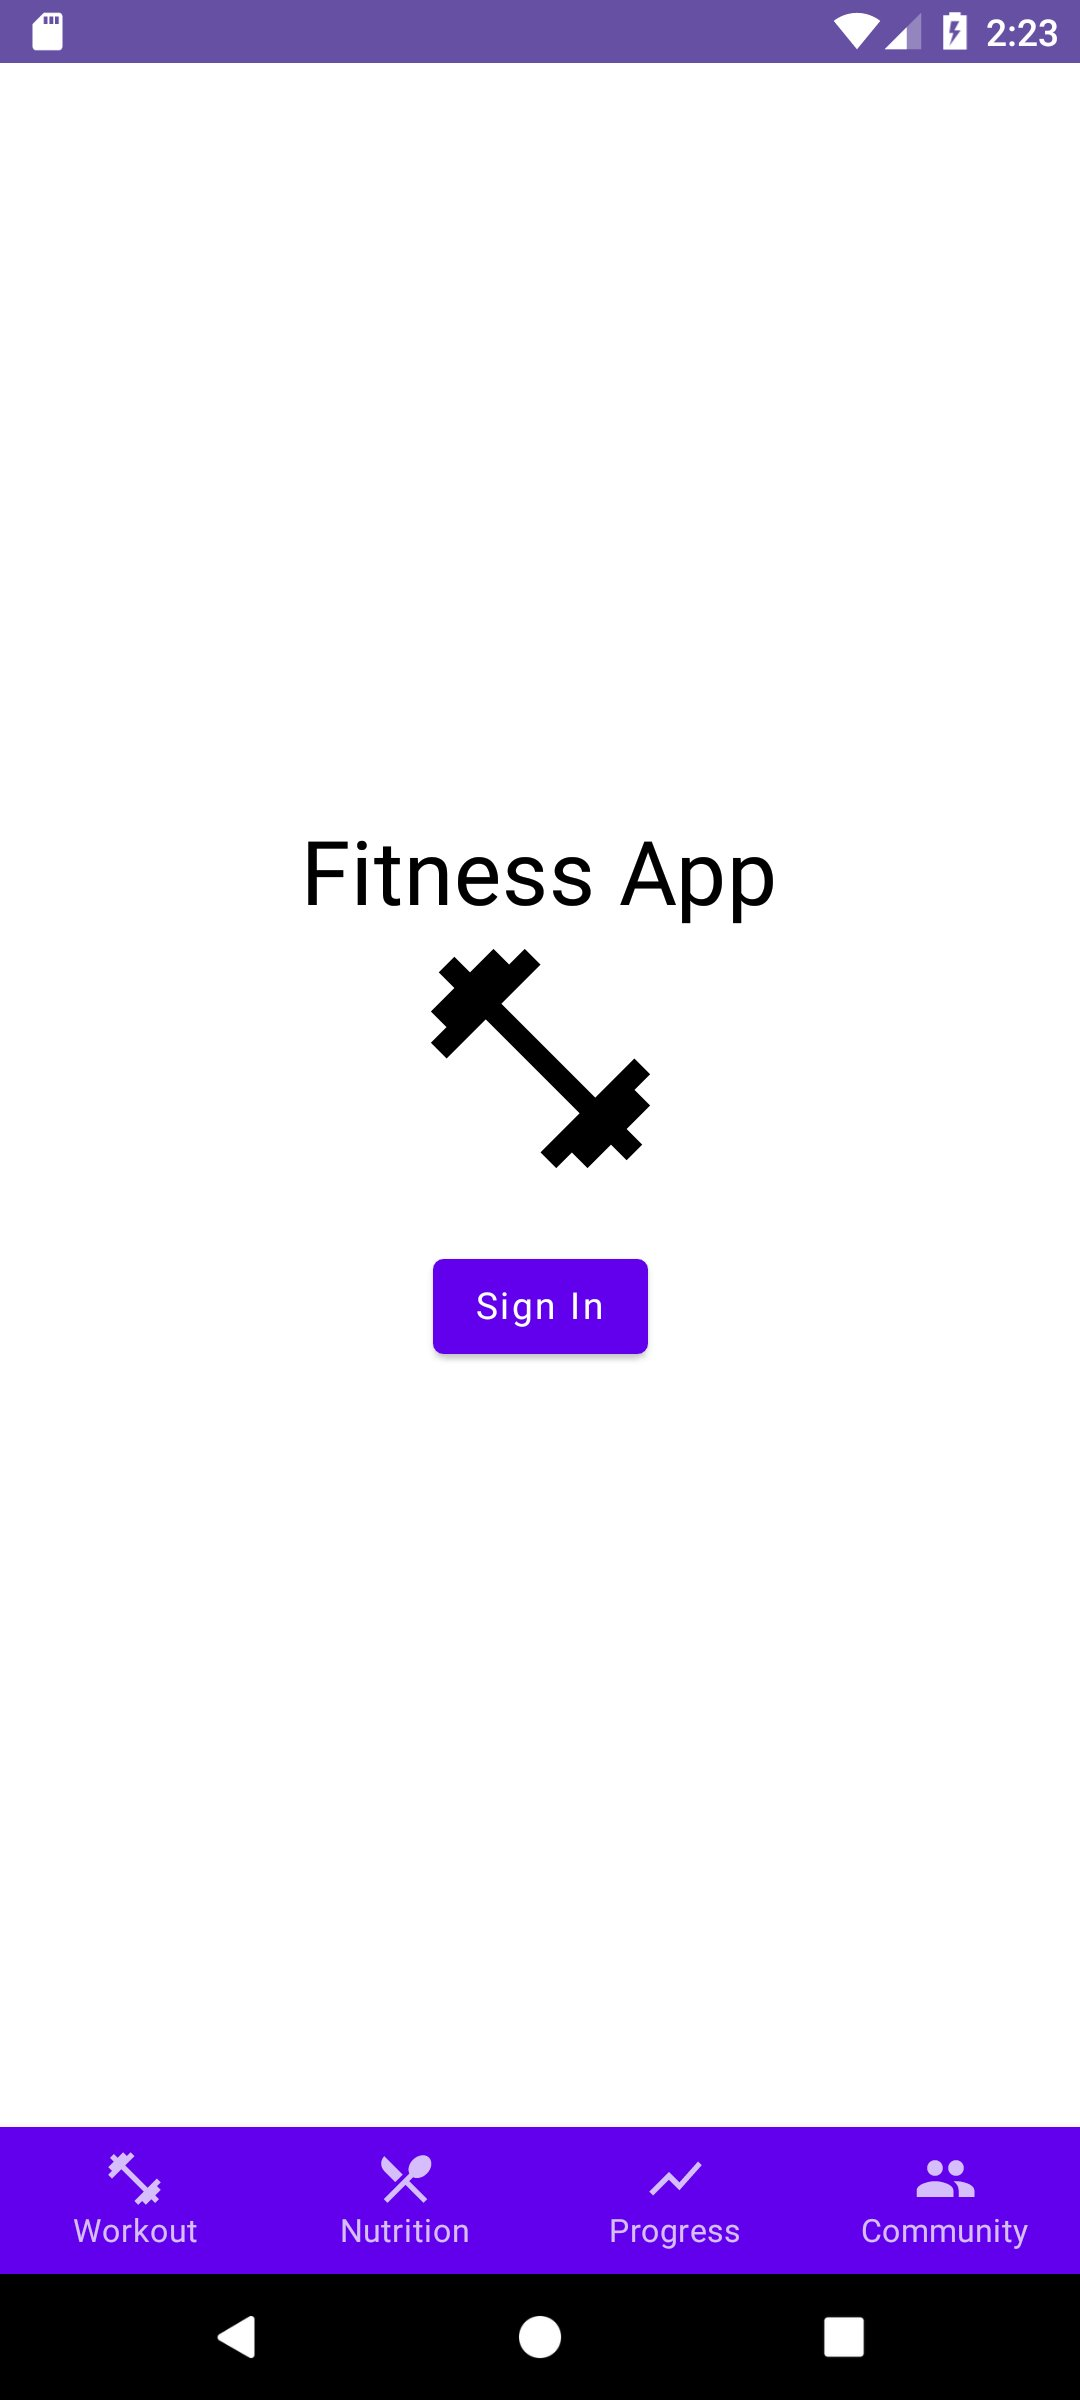 2:23
Fitness App
Sign In
Workout
Nutrition
Progress
Community